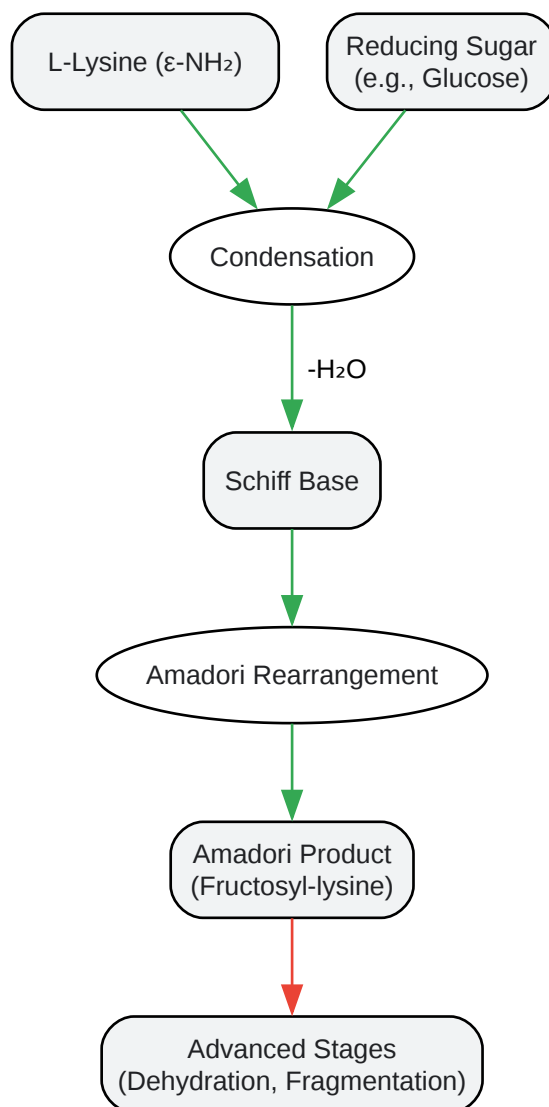 L-Lysine (ε-NH₂)
Reducing Sugar
(e.g., Glucose)
Condensation
-H₂O
Schiff Base
Amadori Rearrangement
Amadori Product
(Fructosyl-lysine)
Advanced Stages
(Dehydration, Fragmentation)